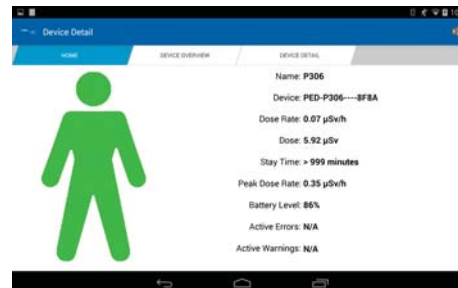 Device Detail
HOME
DEVICE OVERVIEW
DEVICE DETAIL
Name: P306
Device: PED-P306----8F8A
Dose Rate: 0.07 µSv/h
Dose: 5.92 µSv
Stay Time: > 999 minutes
Peak Dose Rate: 0.35 µSv/h
Battery Level: 86%
Active Errors: N/A
Active Warnings: N/A